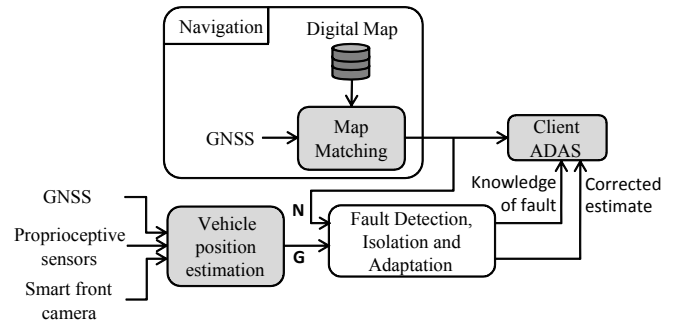 Navigation
Digital Map
GNSS
Map
Matching
Client
ADAS
Knowledge
of fault
Corrected
estimate
GNSS
Proprioceptive
sensors
Smart front
camera
Vehicle
position
estimation
N
G
Fault Detection,
Isolation and
Adaptation